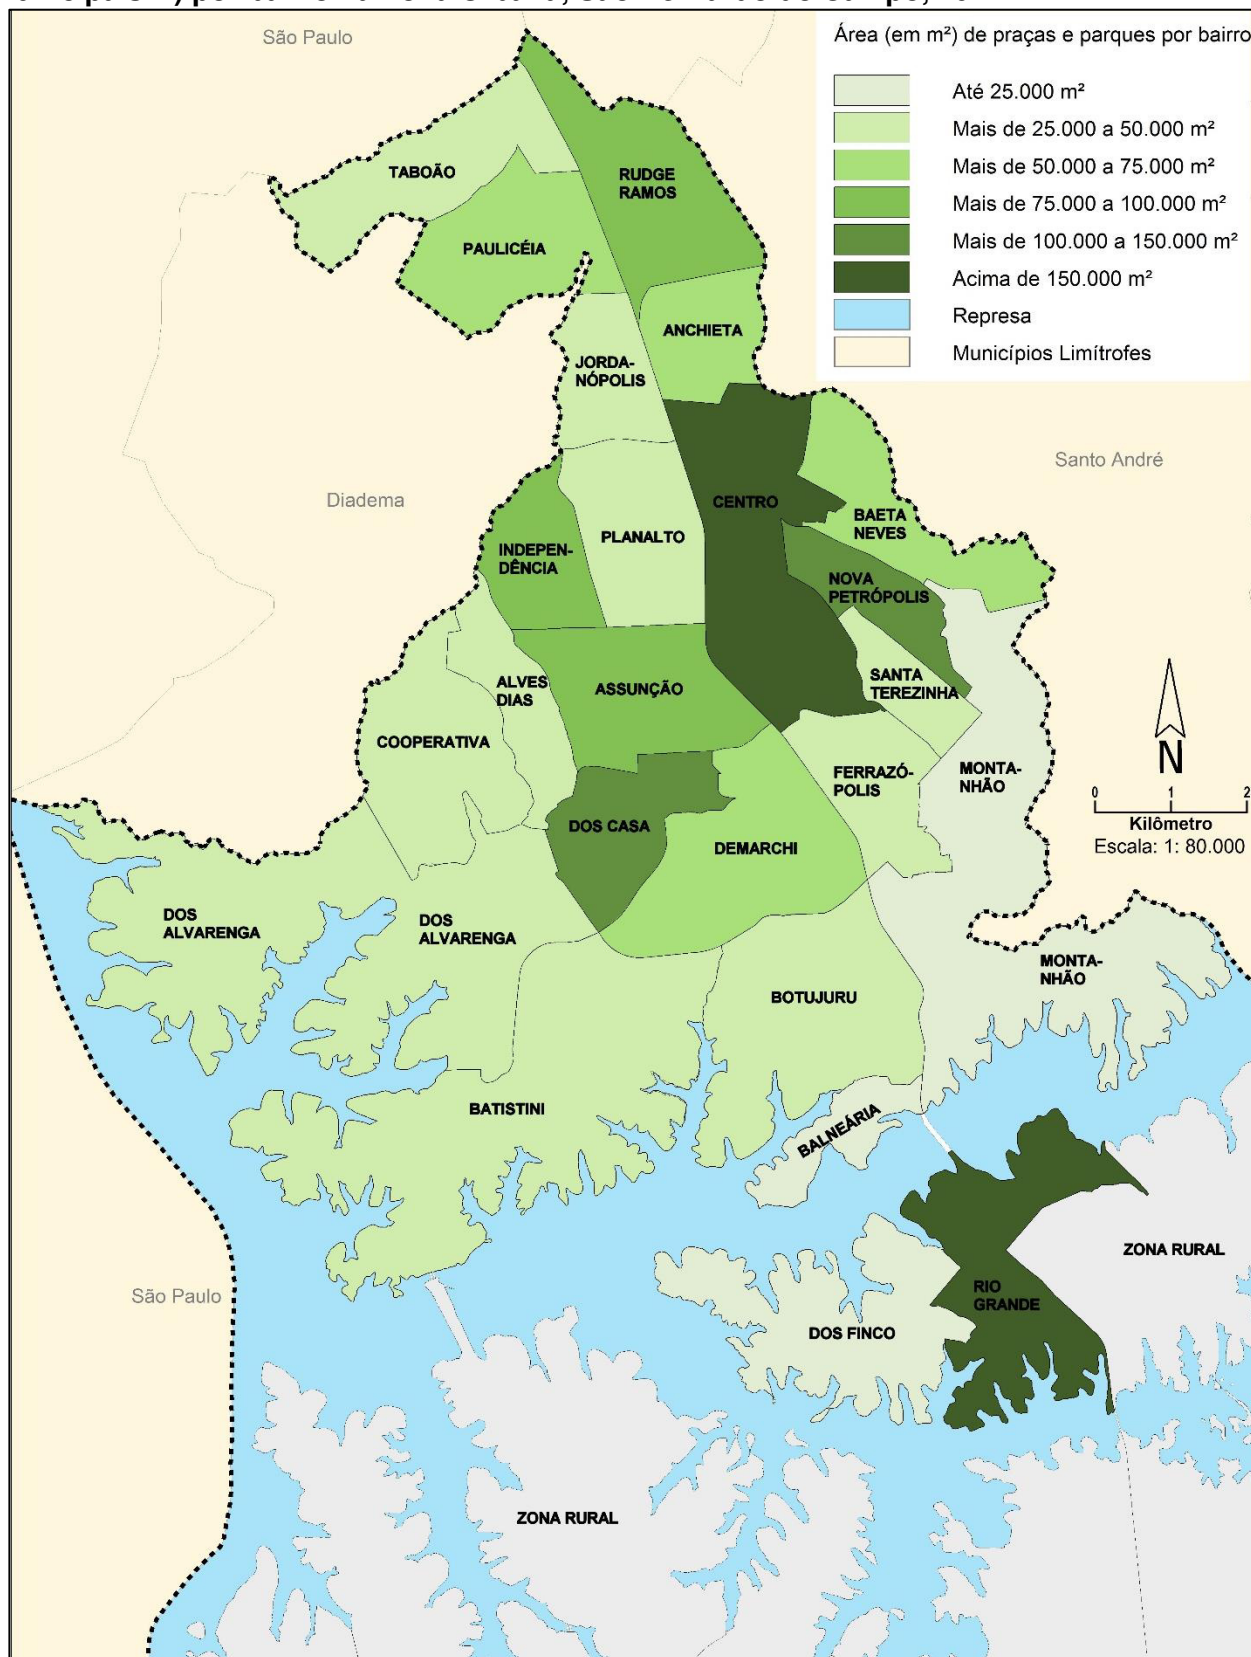 São Bernardo do Campo,
São Paulo
Área (em m²) de praças e parques por bairro
Até 25.000 m²
Mais de 25.000 a 50.000 m²
Mais de 50.000 a 75.000 m²
Mais de 75.000 a 100.000 m²
Mais de 100.000 a 150.000 m²
Acima de 150.000 m²
Represa
Municípios Limítrofes
TABOÃO
RUDGE
RAMOS
PAULICÉIA
ANCHIETA
JORDA-
NÓPOLIS
Santo André
Diadema
CENTRO
BAETA
NEVES
PLANALTO
INDEPEN-
DÊNCIA
NOVA
PETRÓPOLIS
ALVES
DIAS
ASSUNÇÃO
SANTA
TEREZINHA
COOPERATIVA
FERRAZÓ-
POLIS
MONTA-
NHÃO
N
0 1 2
Kilômetro
Escala: 1: 80.000
DOS CASA
DEMARCHI
DOS
ALVARENGA
DOS
ALVARENGA
MONTA-
NHÃO
BOTUJURU
BATISTINI
BALNEÁRIA
ZONA RURAL
São Paulo
RIO
GRANDE
DOS FINCO
ZONA RURAL